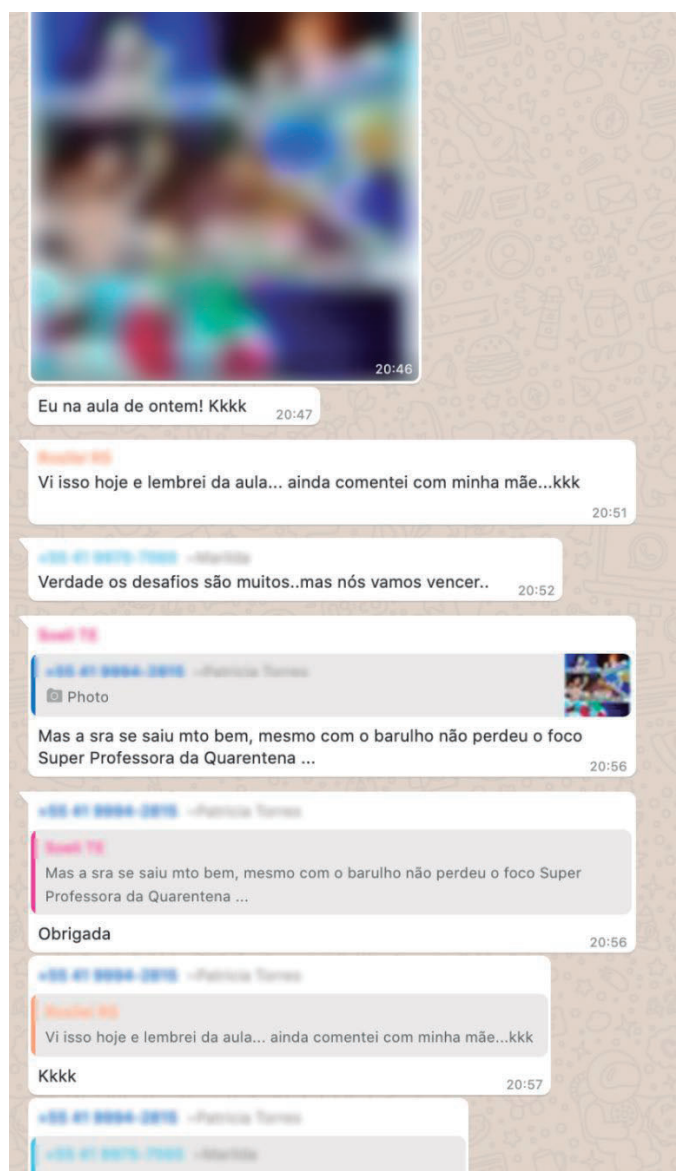 20:46
Eu na aula de ontem! Kkkk 20:47
Vi isso hoje e lembrei da aula... ainda comentei com minha mãe...kkk
20:51
Verdade os desafios são muitos..mas nós vamos vencer.. 20:52
Photo
Mas a sra se saiu mto bem, mesmo com o barulho não perdeu o foco
Super Professora da Quarentena ... 20:56
Mas a sra se saiu mto bem, mesmo com o barulho não perdeu o foco Super
Professora da Quarentena ...
Obrigada 20:56
Vi isso hoje e lembrei da aula... ainda comentei com minha mãe...kkk
Kkkk 20:57